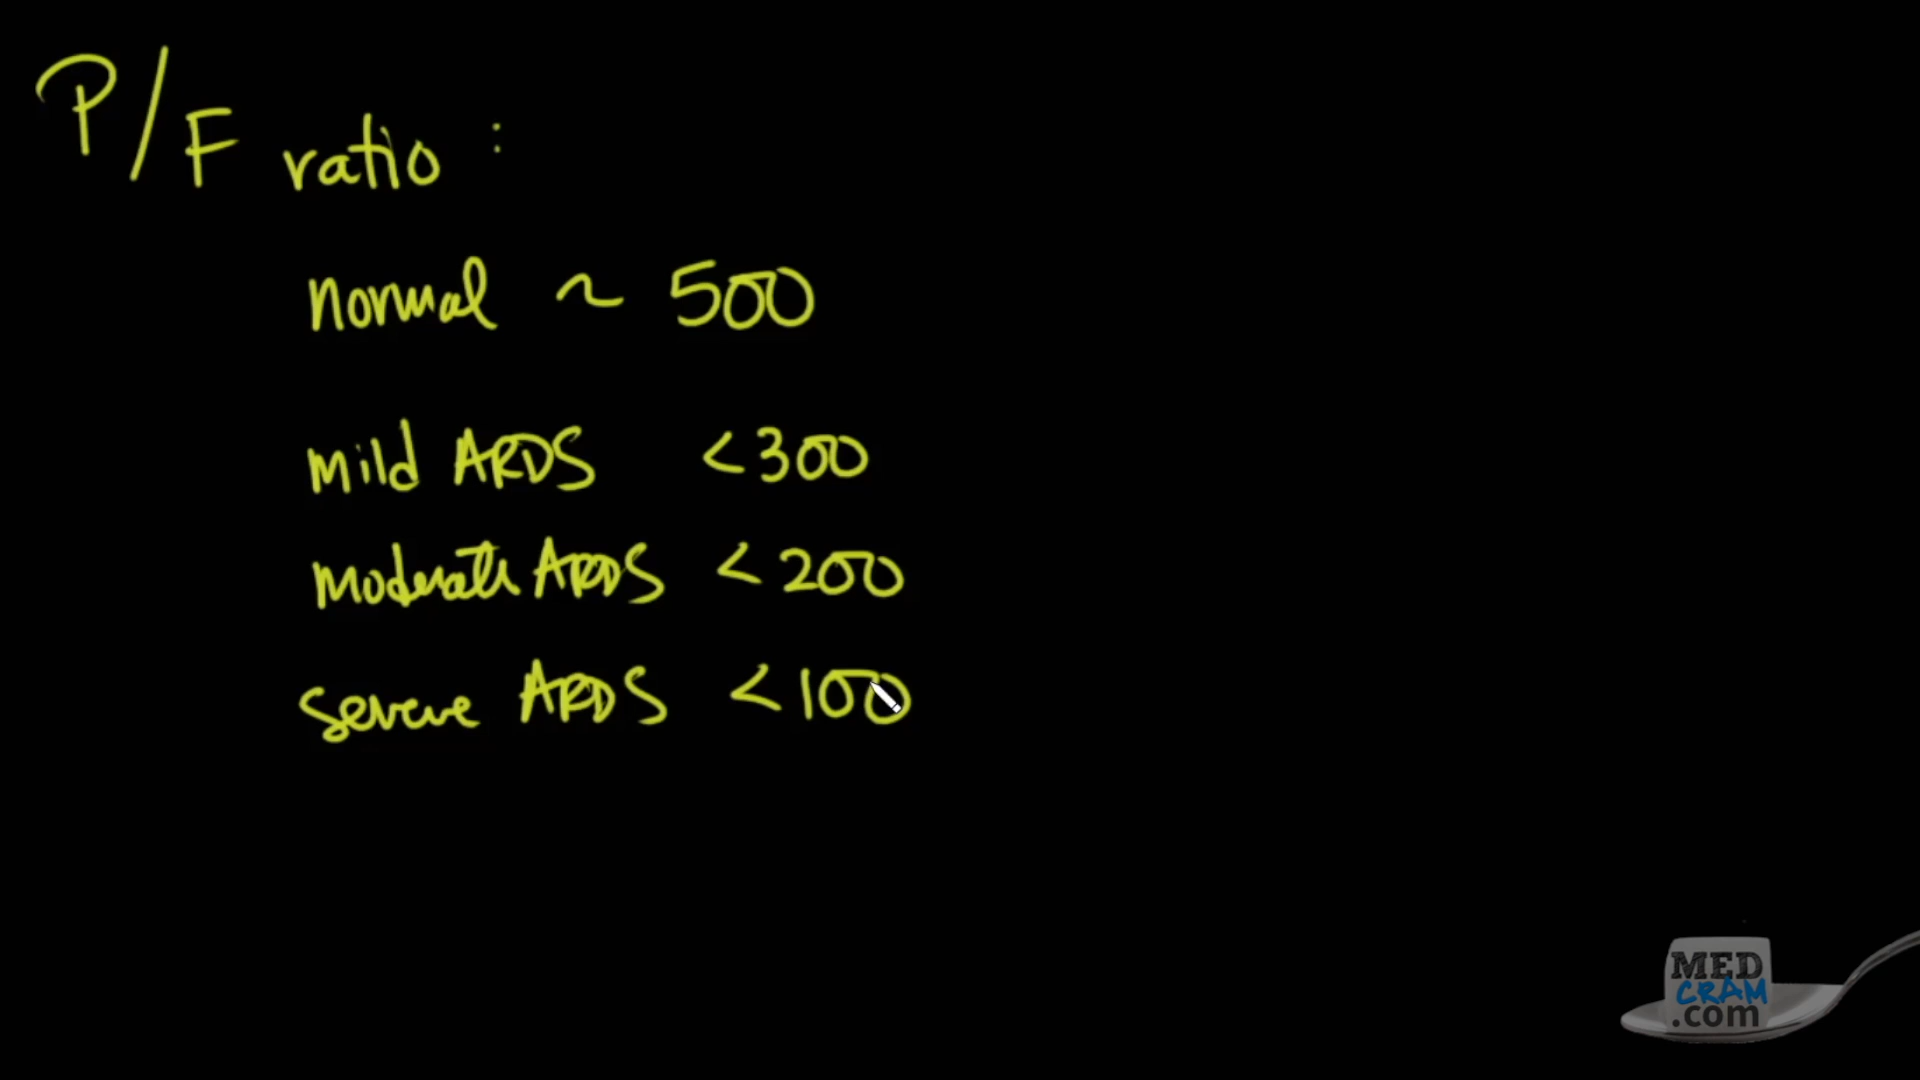 P/F ratio :
normal ~ 500
mild ARDS <300
moderate ARDS <200
severe ARDS <100
MED
CRAM
.com